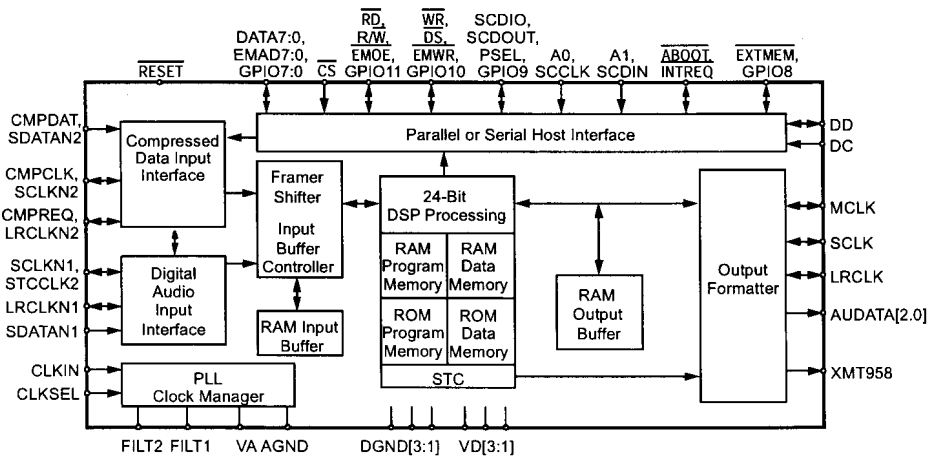 RD,
WR,
SCDIO,
DATA7:0,
R/W,
DS,
SCDOUT,
EMAD7:0,
EMOE,
EMWR,
PSEL,
A0,
A1,
ABOOT,
EXTMEM,
RESET
GPIO7:0
CS
GPIO11
GPIO10
GPIO9
SCCLK
SCDIN
INTREQ
GPIO8
CMPDAT,
SDATAN2
CMPCLK,
SCLKN2
CMPREQ,
LRCLKN2
SCLKN1,
STCCLK2
LRCLKN1
SDATAN1
CLKIN
CLKSEL
Compressed
Data Input
Interface
Digital
Audio
Input
Interface
PLL
Clock Manager
Parallel or Serial Host Interface
Framer
Shifter
Input
Buffer
Controller
RAM Input
Buffer
24-Bit
DSP Processing
RAM
Program
Memory
RAM
Data
Memory
ROM
Program
Memory
ROM
Data
Memory
STC
RAM
Output
Buffer
Output
Formatter
DD
DC
MCLK
SCLK
LRCLK
AUDATA[2.0]
XMT958
FILT2 FILT1
VA AGND
DGND[3:1]
VD[3:1]